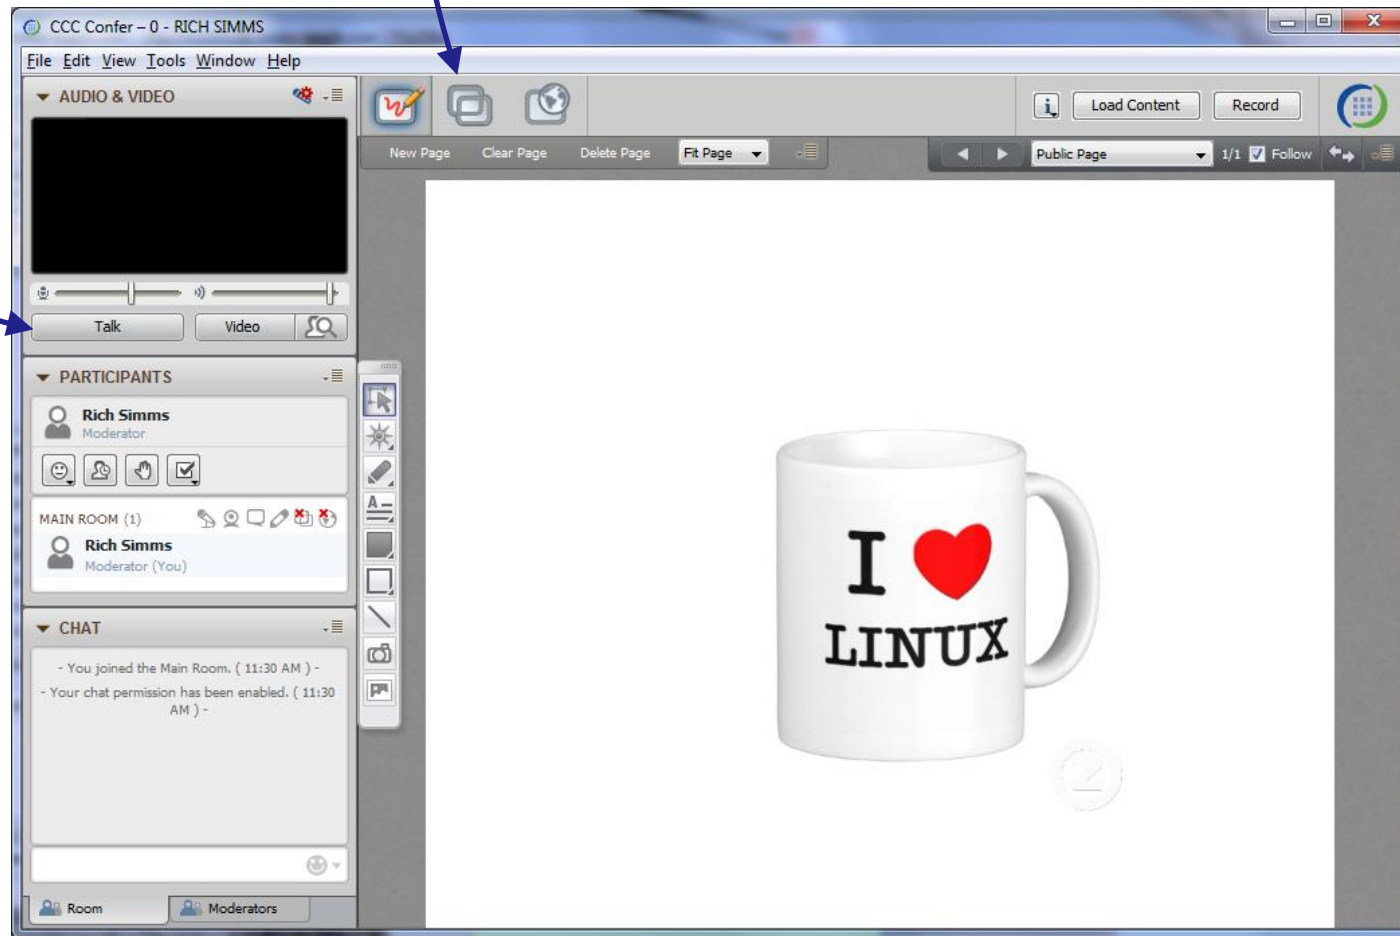 CCC Confer – 0 - RICH SIMMS
File Edit View Tools Window Help
AUDIO & VIDEO
Talk
Video
PARTICIPANTS
Rich Simms
Moderator
MAIN ROOM (1)
Rich Simms
Moderator (You)
CHAT
- You joined the Main Room. ( 11:30 AM ) -
- Your chat permission has been enabled. ( 11:30
AM ) -
Room
Moderators
Load Content
Record
New Page
Clear Page
Delete Page
Fit Page
Public Page
1/1
Follow
I ♥
LINUX